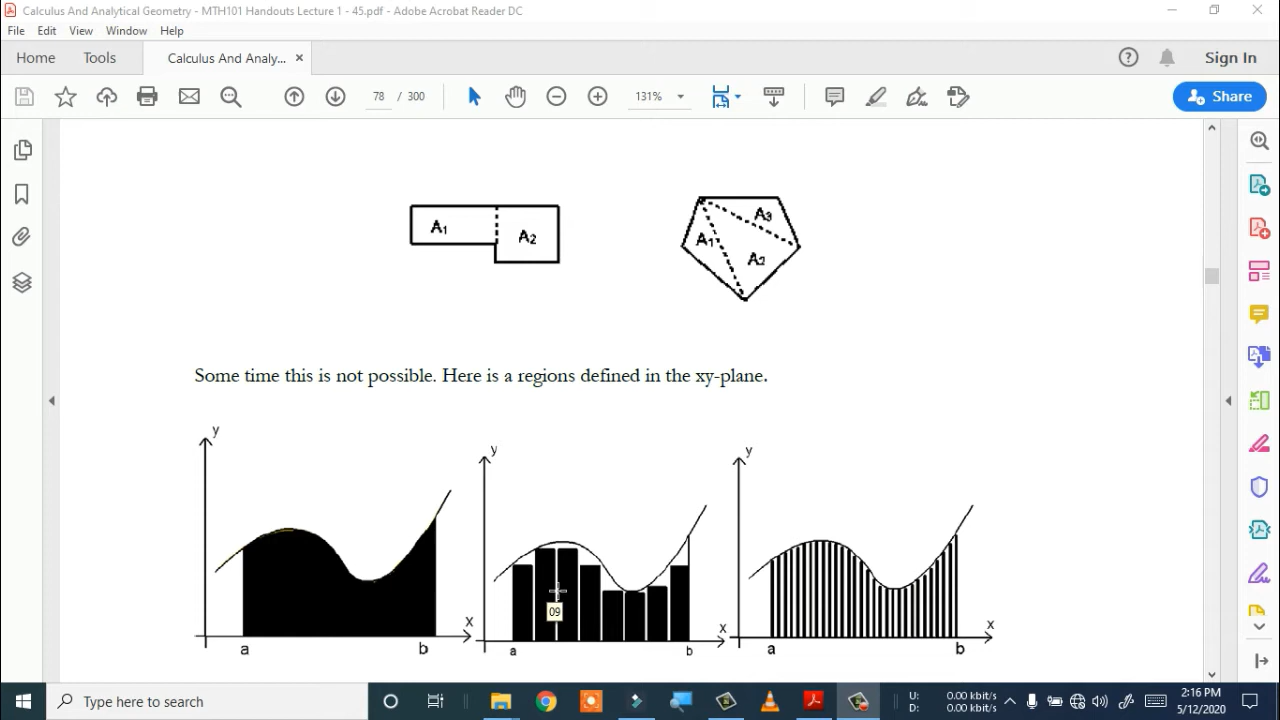 Calculus And Analytical Geometry - MTH101 Handouts Lecture 1 - 45.pdf - Adobe Acrobat Reader DC
File Edit View Window Help
Home Tools Calculus And Analy... Sign In
78 / 300 131% Share
A1 A2
A1 A2 A3
Some time this is not possible. Here is a regions defined in the xy-plane.
y y y
09
x x x
a b a b a b
Type here to search
U: 0.00 kbit/s
D: 0.00 kbit/s
2:16 PM
5/12/2020